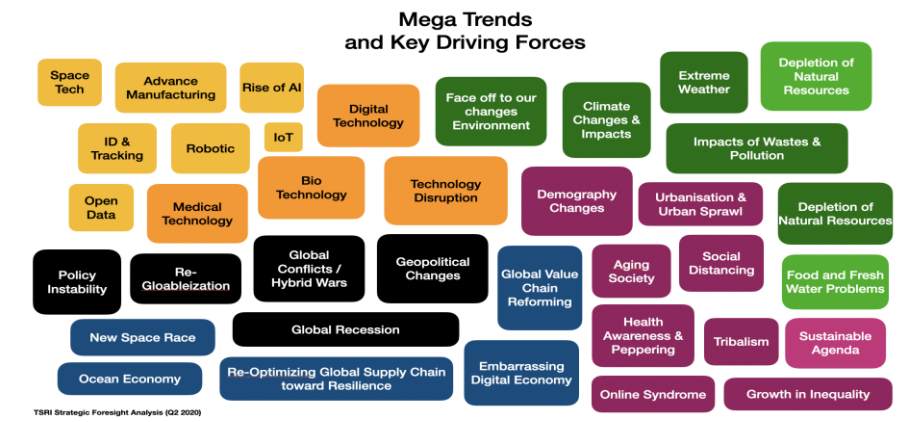 Mega Trends
and Key Driving Forces
Space
Tech
Advance
Manufacturing
Rise of AI
Digital
Technology
Face off to our
changes
Environment
Climate
Changes &
Impacts
Extreme
Weather
Depletion of
Natural
Resources
ID &
Tracking
Robotic
IoT
Impacts of Wastes &
Pollution
Open
Data
Medical
Technology
Bio
Technology
Technology
Disruption
Demography
Changes
Urbanisation &
Urban Sprawl
Depletion of
Natural Resources
Policy
Instability
Re-
Gloableization
Global
Conflicts /
Hybrid Wars
Geopolitical
Changes
Global Value
Chain
Reforming
Aging
Society
Social
Distancing
Food and Fresh
Water Problems
New Space Race
Global Recession
Health
Awareness &
Peppering
Tribalism
Sustainable
Agenda
Ocean Economy
Re-Optimizing Global Supply Chain
toward Resilience
Embarrassing
Digital Economy
Online Syndrome
Growth in Inequality
TSRI Strategic Foresight Analysis (Q2 2020)